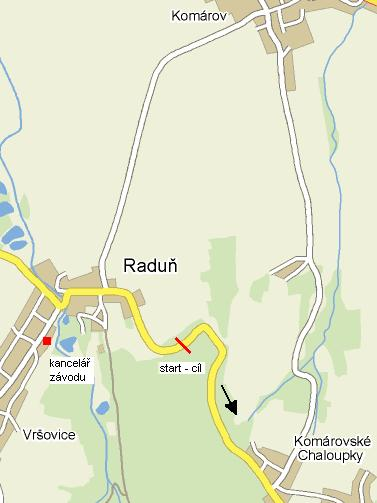 Komárov
Raduň
kancelář
závodu
start - cíl
Vršovice
Komárovské
Chaloupky